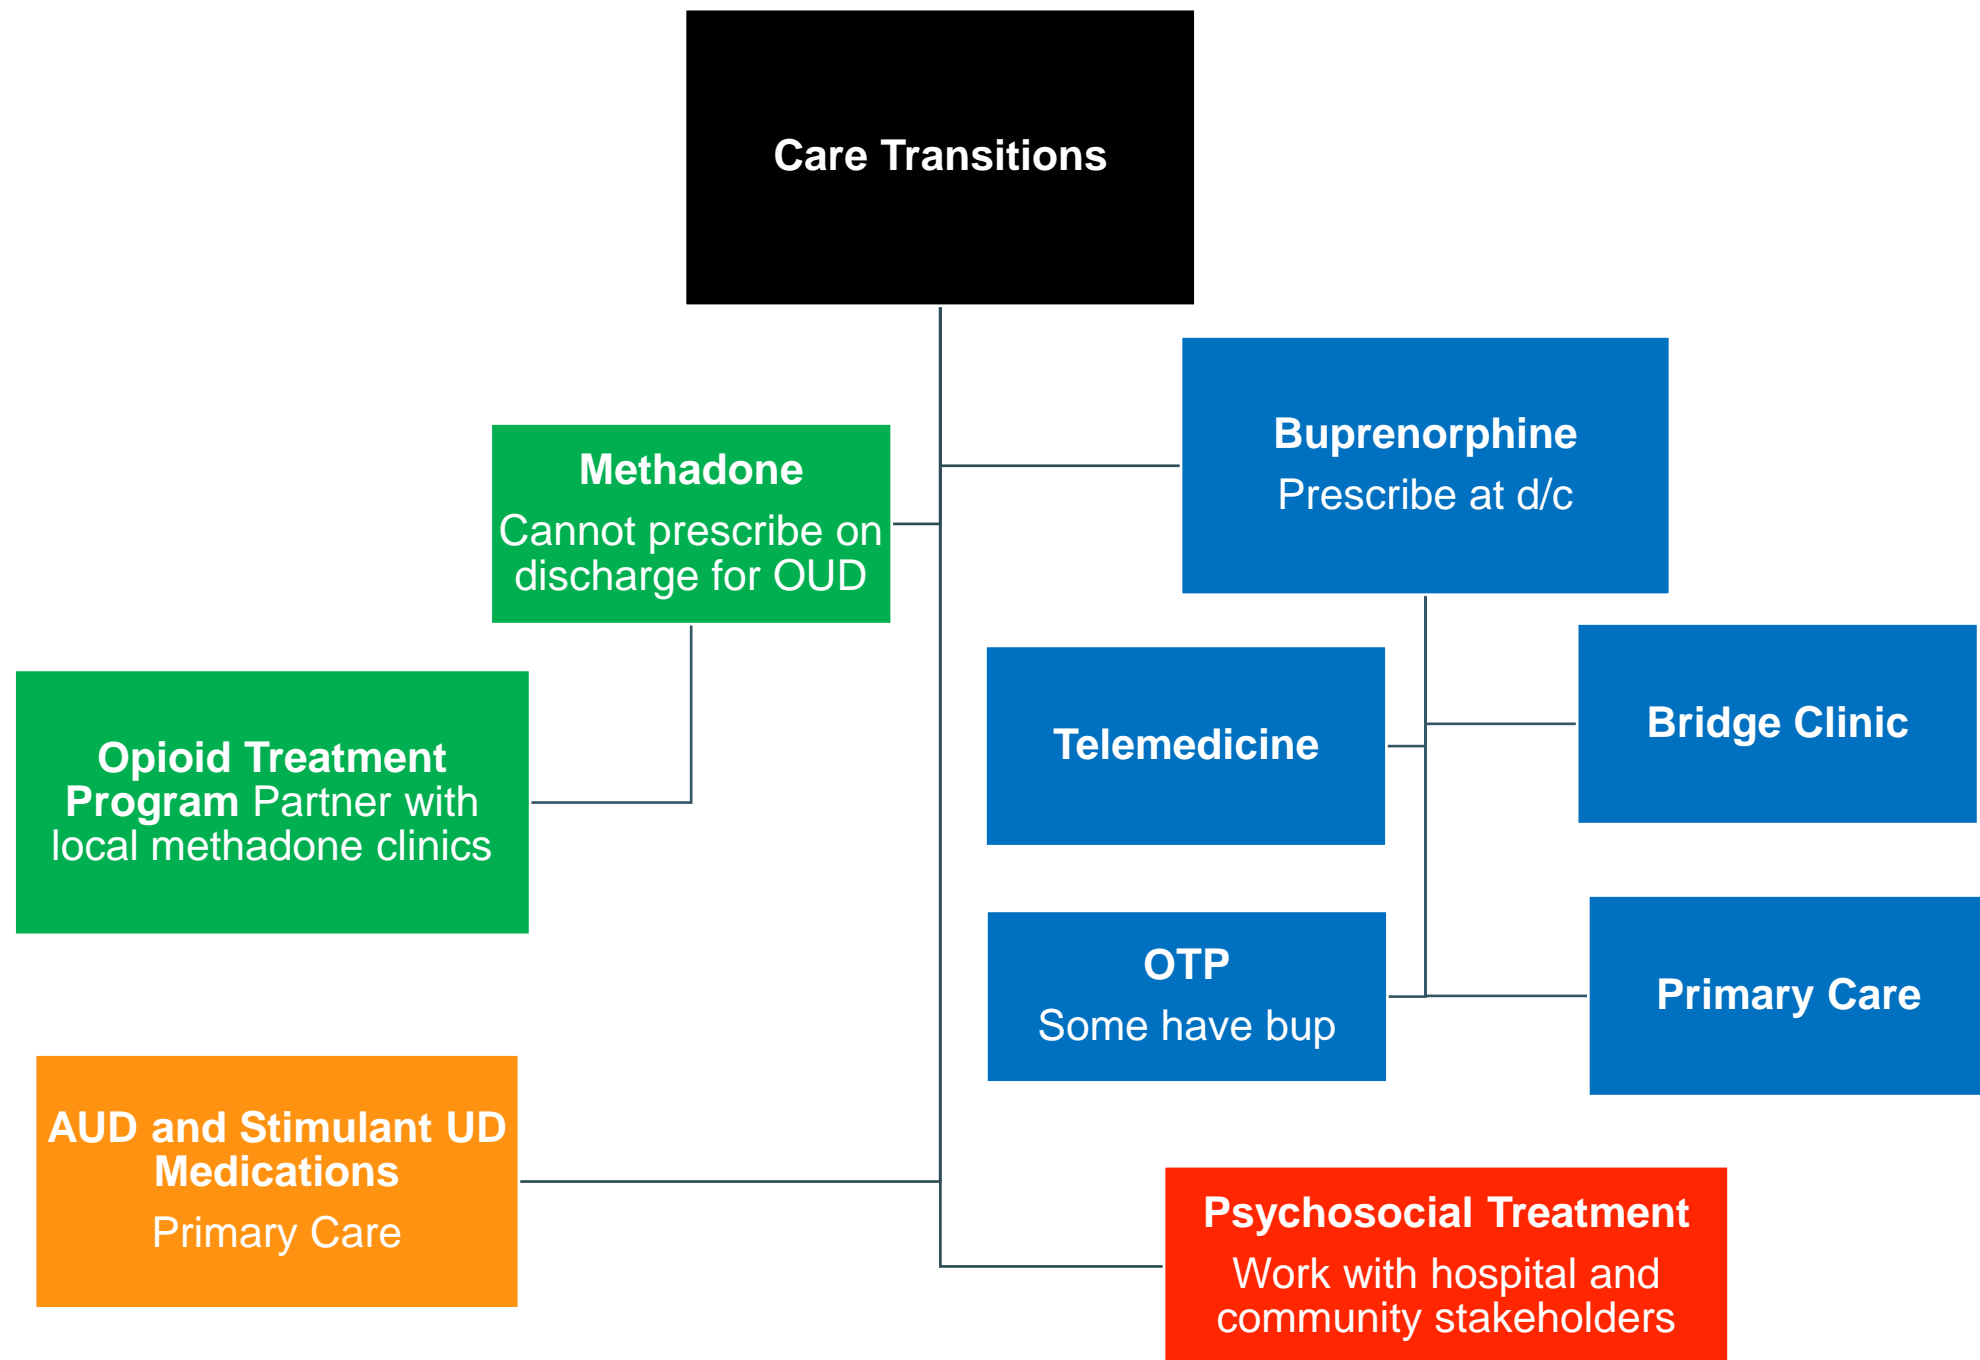 Care Transitions
Methadone
Cannot prescribe on
discharge for OUD
Buprenorphine
Prescribe at d/c
Opioid Treatment
Program Partner with
local methadone clinics
Telemedicine
Bridge Clinic
OTP
Some have bup
Primary Care
AUD and Stimulant UD
Medications
Primary Care
Psychosocial Treatment
Work with hospital and
community stakeholders